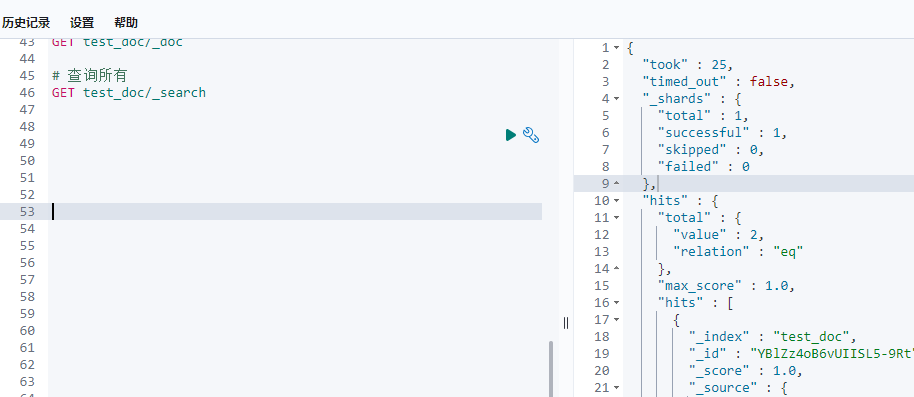 历史记录 设置 帮助
43 GET test_doc/_doc
44
45 # 查询所有
46 GET test_doc/_search
47
48
49
50
51
52
53
54
55
56
57
58
59
60
61
62
63
64
1 {
2 "took" : 25,
3 "timed_out" : false,
4 "_shards" : {
5 "total" : 1,
6 "successful" : 1,
7 "skipped" : 0,
8 "failed" : 0
9 },
10 "hits" : {
11 "total" : {
12 "value" : 2,
13 "relation" : "eq"
14 },
15 "max_score" : 1.0,
16 "hits" : [
17 {
18 "_index" : "test_doc",
19 "_id" : "YBlZz4oB6vUIISL5-9Rt"
20 "_score" : 1.0,
21 "_source" : {